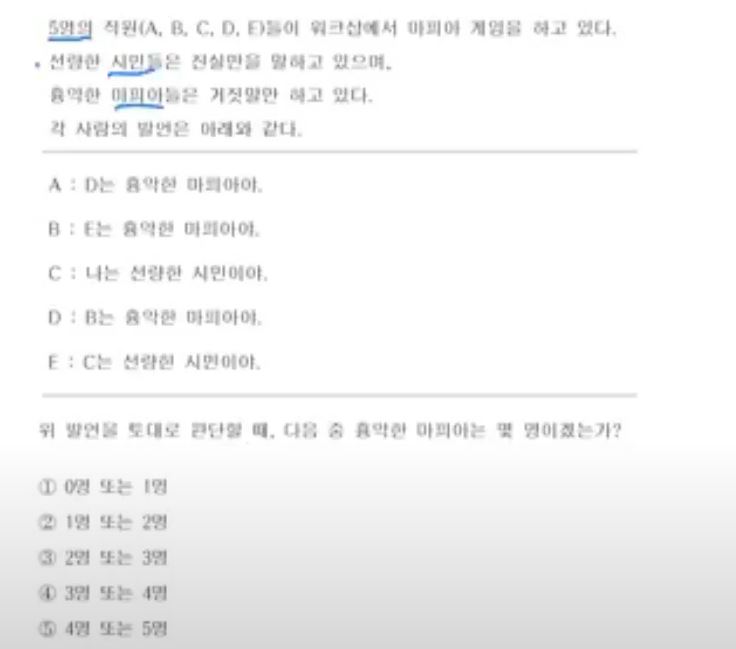 5명의 직원(A, B, C, D, E)들이 워크샵에서 마피아 게임을 하고 있다.
선량한 시민들은 진실만을 말하고 있으며,
흉악한 마피아들은 거짓말만 하고 있다.
각 사람의 발언은 아래와 같다.
A : D는 흉악한 마피아야.
B : E는 흉악한 마피아야.
C : 나는 선량한 시민이야.
D : B는 흉악한 마피아야.
E : C는 선량한 시민이야.
위 발언을 토대로 판단할 때, 다음 중 흉악한 마피아는 몇 명이겠는가?
① 0명 또는 1명
② 1명 또는 2명
③ 2명 또는 3명
④ 3명 또는 4명
⑤ 4명 또는 5명